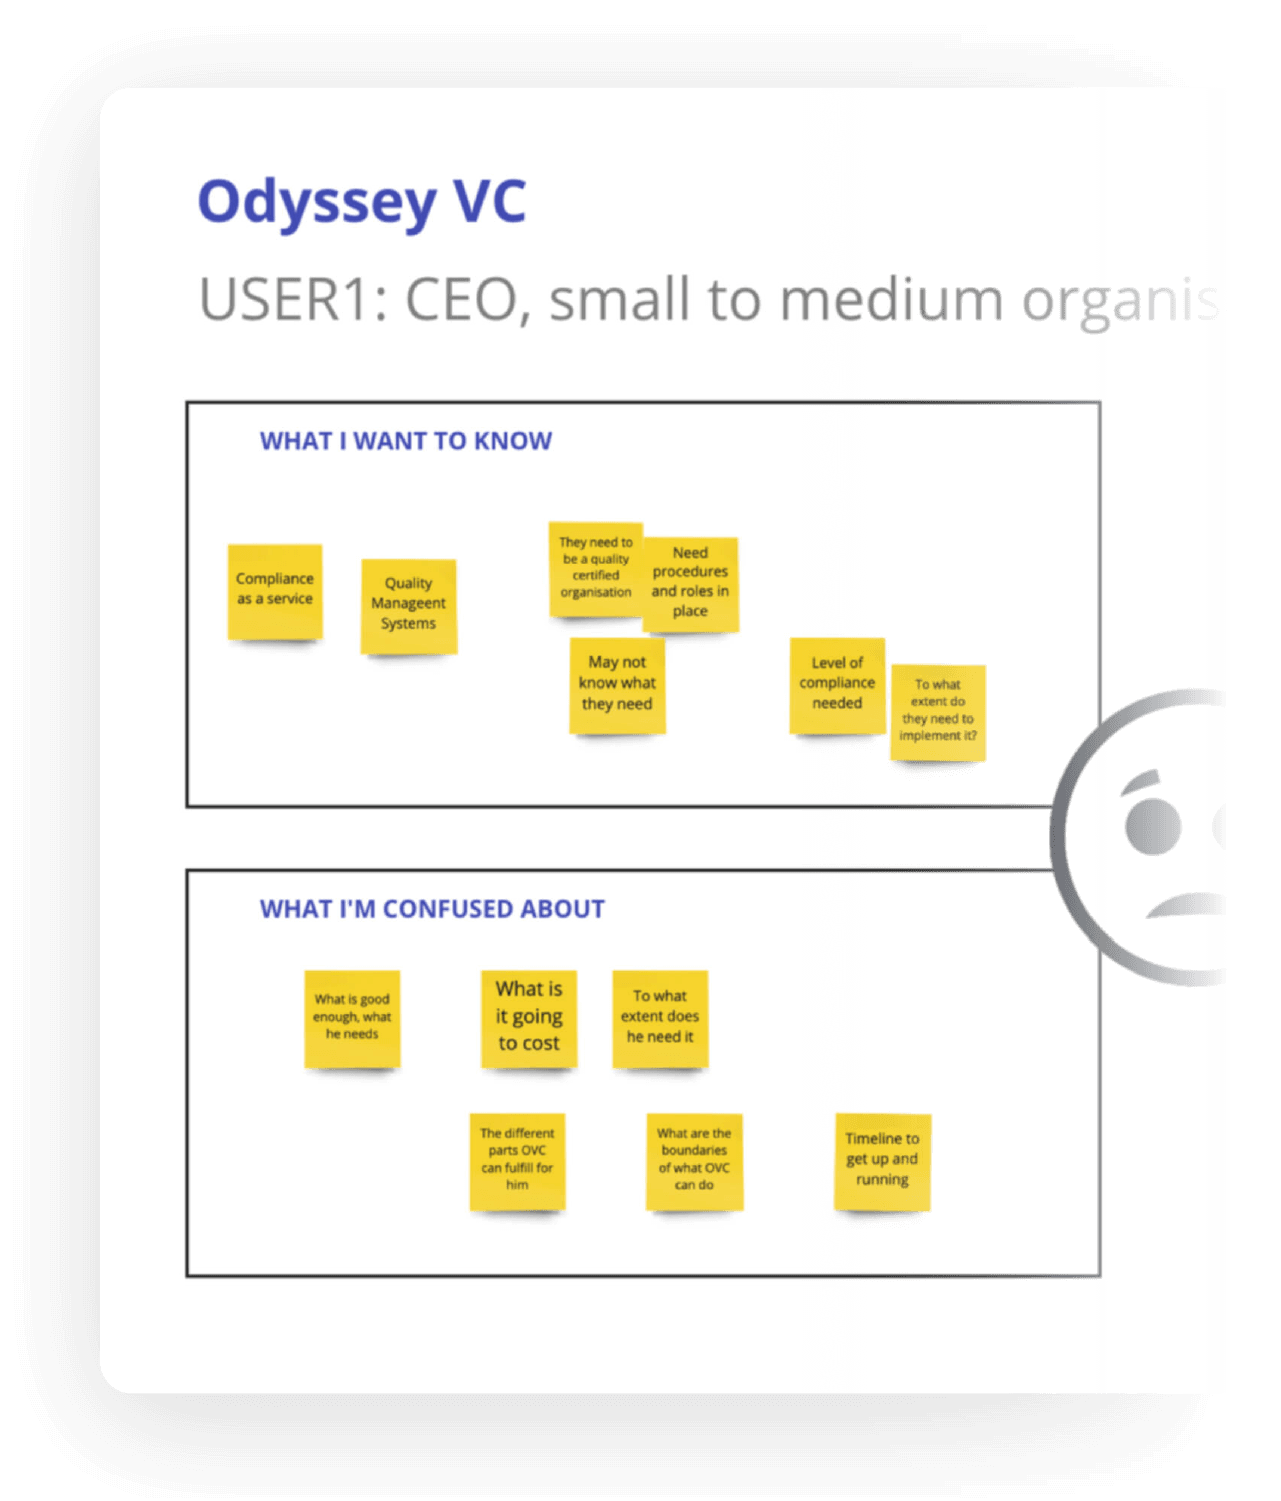 Odyssey VC
USER1: CEO, small to medium organis
WHAT I WANT TO KNOW
Compliance
as a service
Quality
Manageent
Systems
They need to
be a quality
certified
organisation
Need
procedures
and roles in
place
May not
know what
they need
Level of
compliance
needed
To what
extent do
they need to
implement it?
WHAT I'M CONFUSED ABOUT
What is good
enough, what
he needs
What is
it going
to cost
To what
extent does
he need it
The different
parts OVC
can fulfill for
him
What are the
boundaries
of what OVC
can do
Timeline to
get up and
running